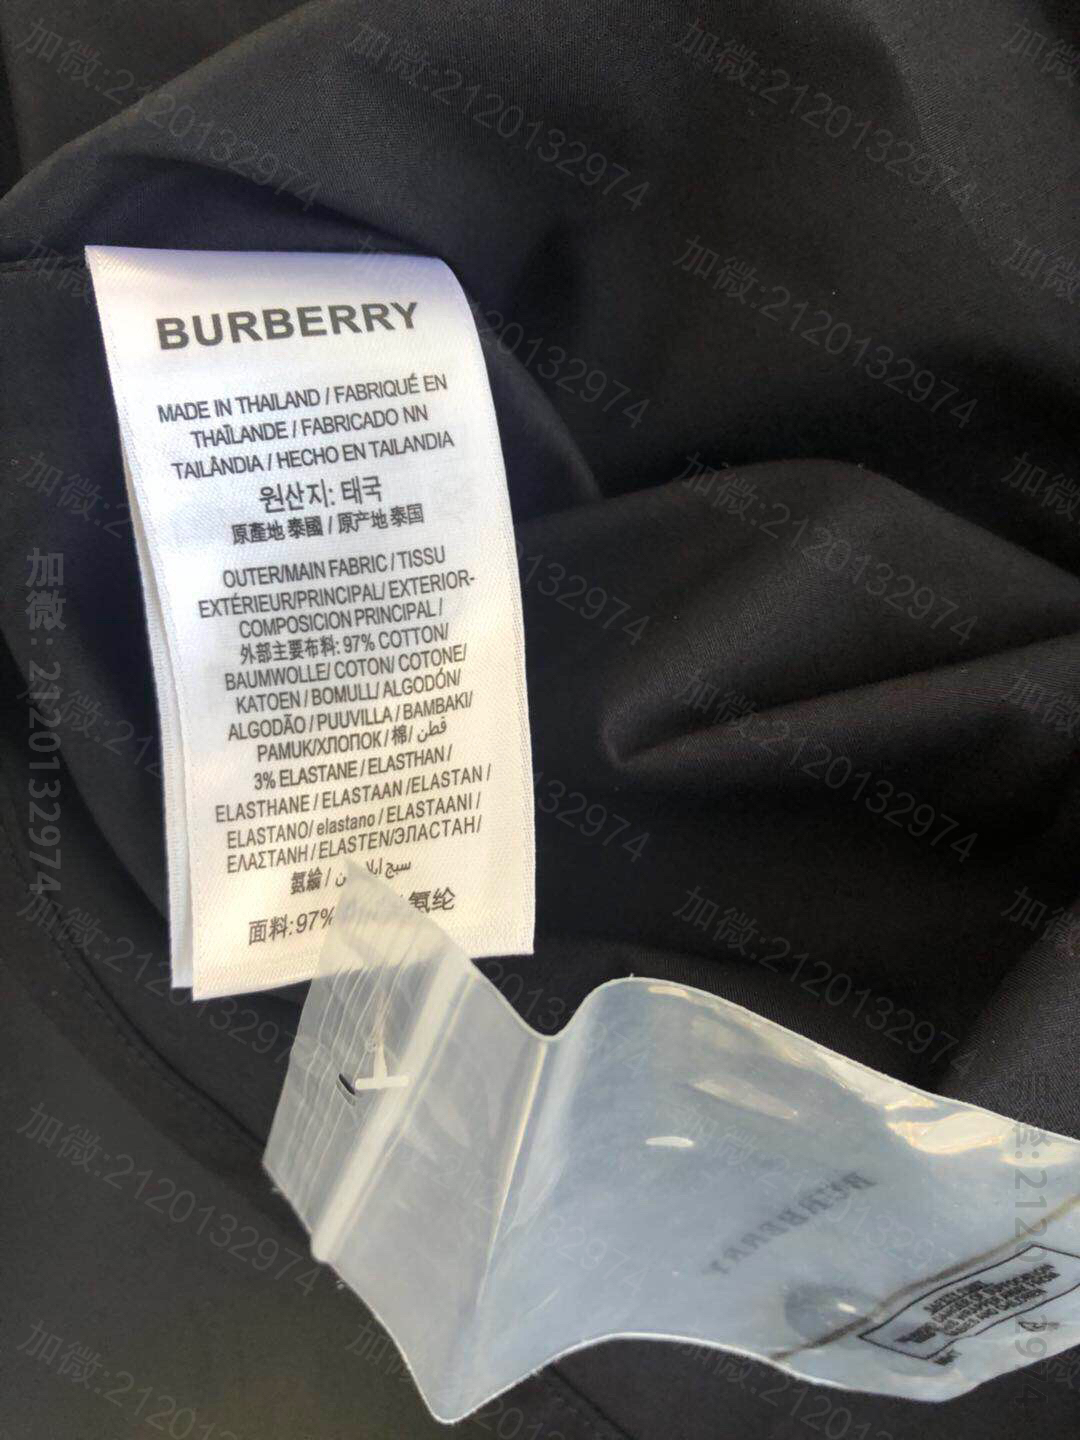 BURBERRY
MADE IN THAILAND / FABRIQUÉ EN
THAÏLANDE / FABRICADO NN
TAILÂNDIA / HECHO EN TAILANDIA
원산지: 태국
原產地 泰國 / 原产地 泰国
OUTER/MAIN FABRIC / TISSU
EXTÉRIEUR/PRINCIPAL/ EXTERIOR-
COMPOSICION PRINCIPAL /
外部主要布料: 97% COTTON/
BAUMWOLLE/ COTON/ COTONE/
KATOEN / BOMULL/ ALGODÓN/
ALGODÃO / PUUVILLA / BAMBAKI/
PAMUK/ХЛОПОК / 棉/ قطن
3% ELASTANE / ELASTHAN /
ELASTHANE / ELASTAAN /ELASTAN /
ELASTANO/ elastano / ELASTAANI /
ΕΛΑΣΤΑΝΗ / ELASTEN/ЭЛАСТАН/
氨綸 /
面料: 97% 氨纶
BURBERRY
加微:2120132974